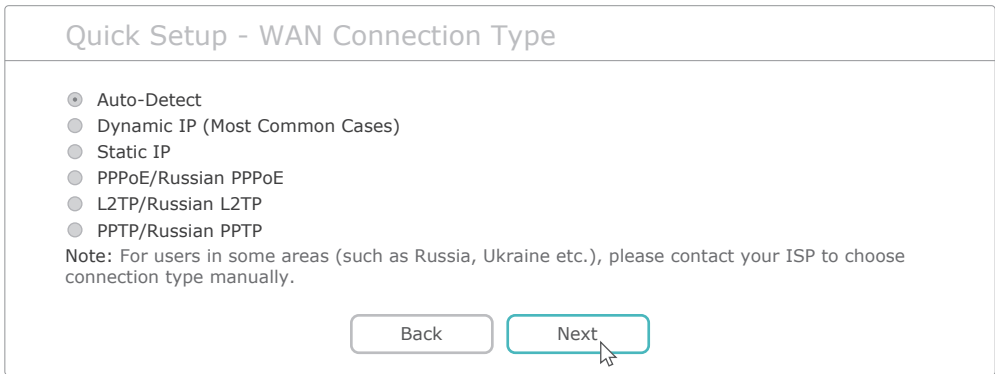 Quick Setup - WAN Connection Type
Auto-Detect
Dynamic IP (Most Common Cases)
Static IP
PPPoE/Russian PPPoE
L2TP/Russian L2TP
PPTP/Russian PPTP
Note: For users in some areas (such as Russia, Ukraine etc.), please contact your ISP to choose
connection type manually.
Back Next